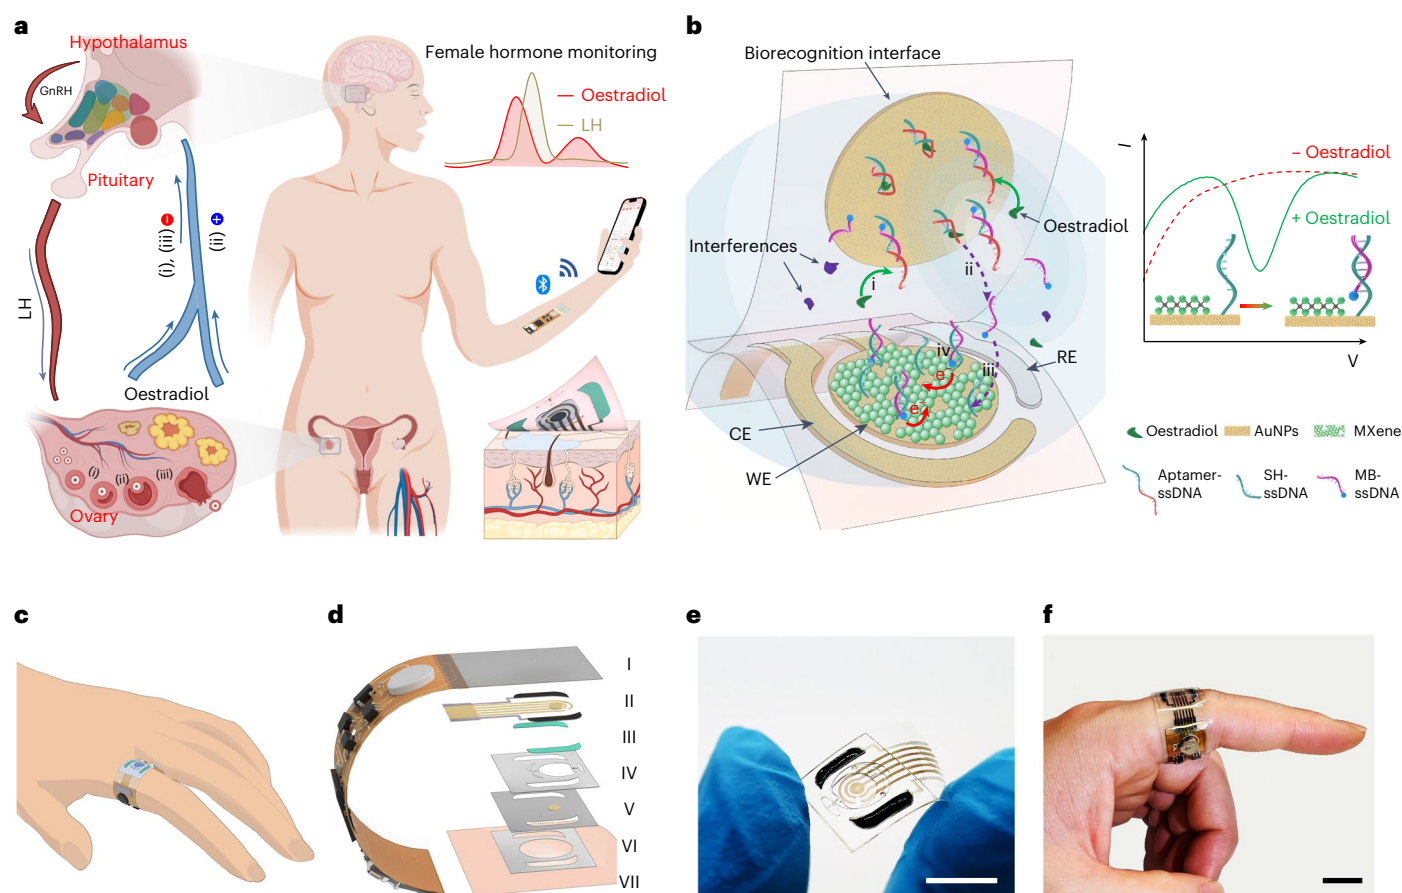 a
Hypothalamus
GnRH
Pituitary
LH
(iii) (i)
(ii)
Oestradiol
(i)
(ii)
(iii)
Ovary
Female hormone monitoring
Oestradiol
LH
b
Biorecognition interface
Interferences
Oestradiol
i
ii
iii
iv
e⁻
e⁻
RE
CE
WE
I
– Oestradiol
+ Oestradiol
V
Oestradiol
AuNPs
MXene
Aptamer-
ssDNA
SH-
ssDNA
MB-
ssDNA
c
d
I
II
III
IV
V
VI
VII
e
f